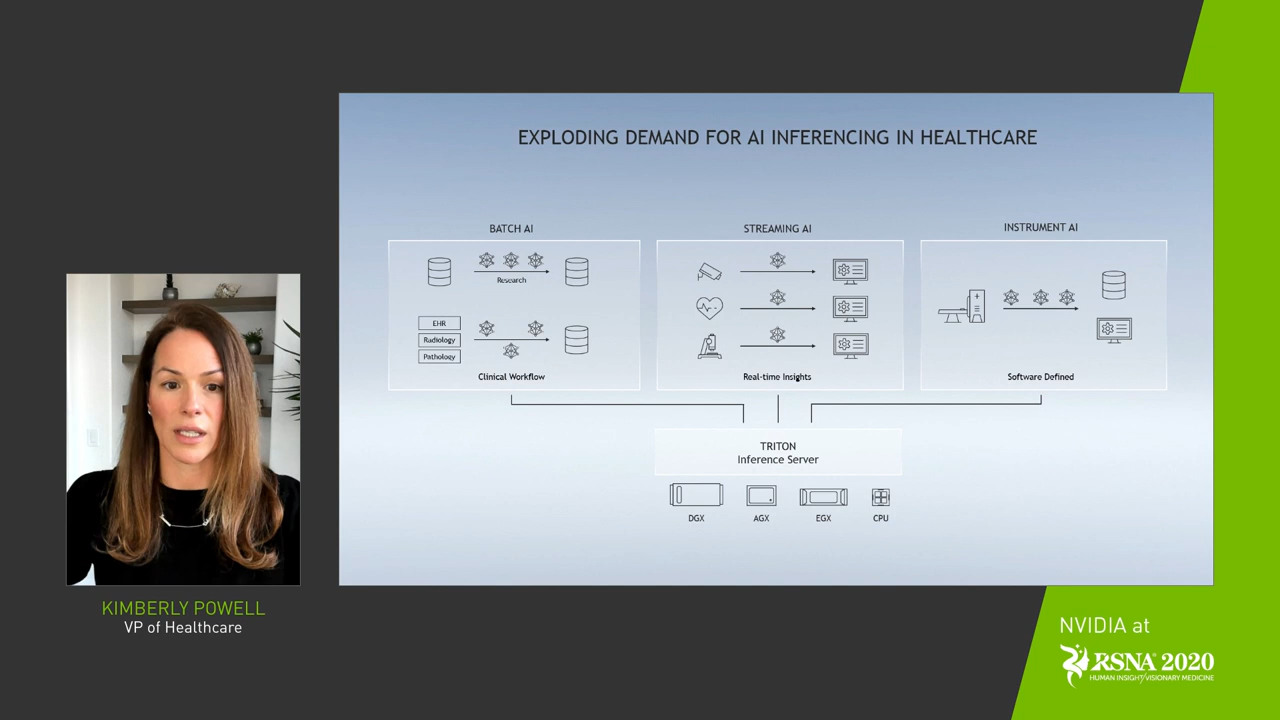 EXPLODING DEMAND FOR AI INFERENCING IN HEALTHCARE
BATCH AI
Research
EHR
Radiology
Pathology
Clinical Workflow
STREAMING AI
Real-time Insights
INSTRUMENT AI
Software Defined
TRITON
Inference Server
DGX
AGX
EGX
CPU
KIMBERLY POWELL
VP of Healthcare
NVIDIA at
RSNA® 2020
HUMAN INSIGHT/VISIONARY MEDICINE